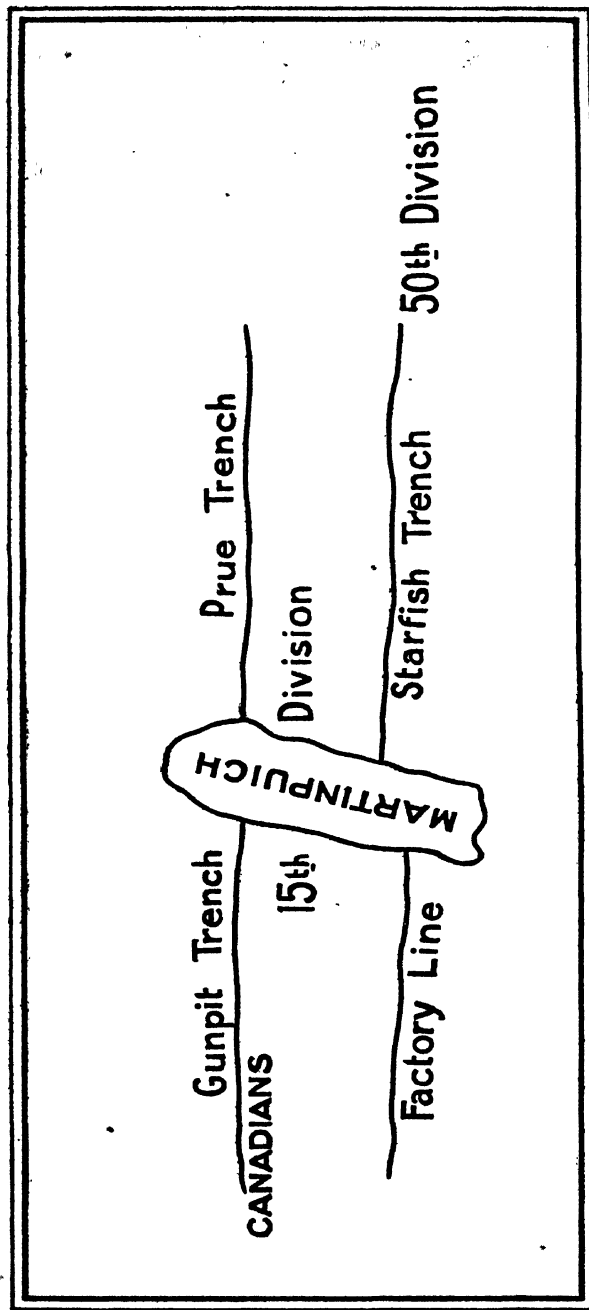 Gunpit Trench
Prue Trench
CANADIANS
15th Division
MARTINPUICH
Factory Line
Starfish Trench
50th Division